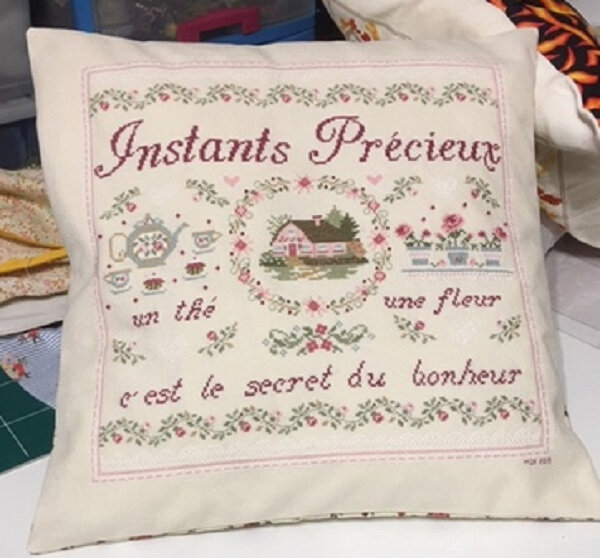 Instants Précieux
un thé
une fleur
c'est le secret du bonheur